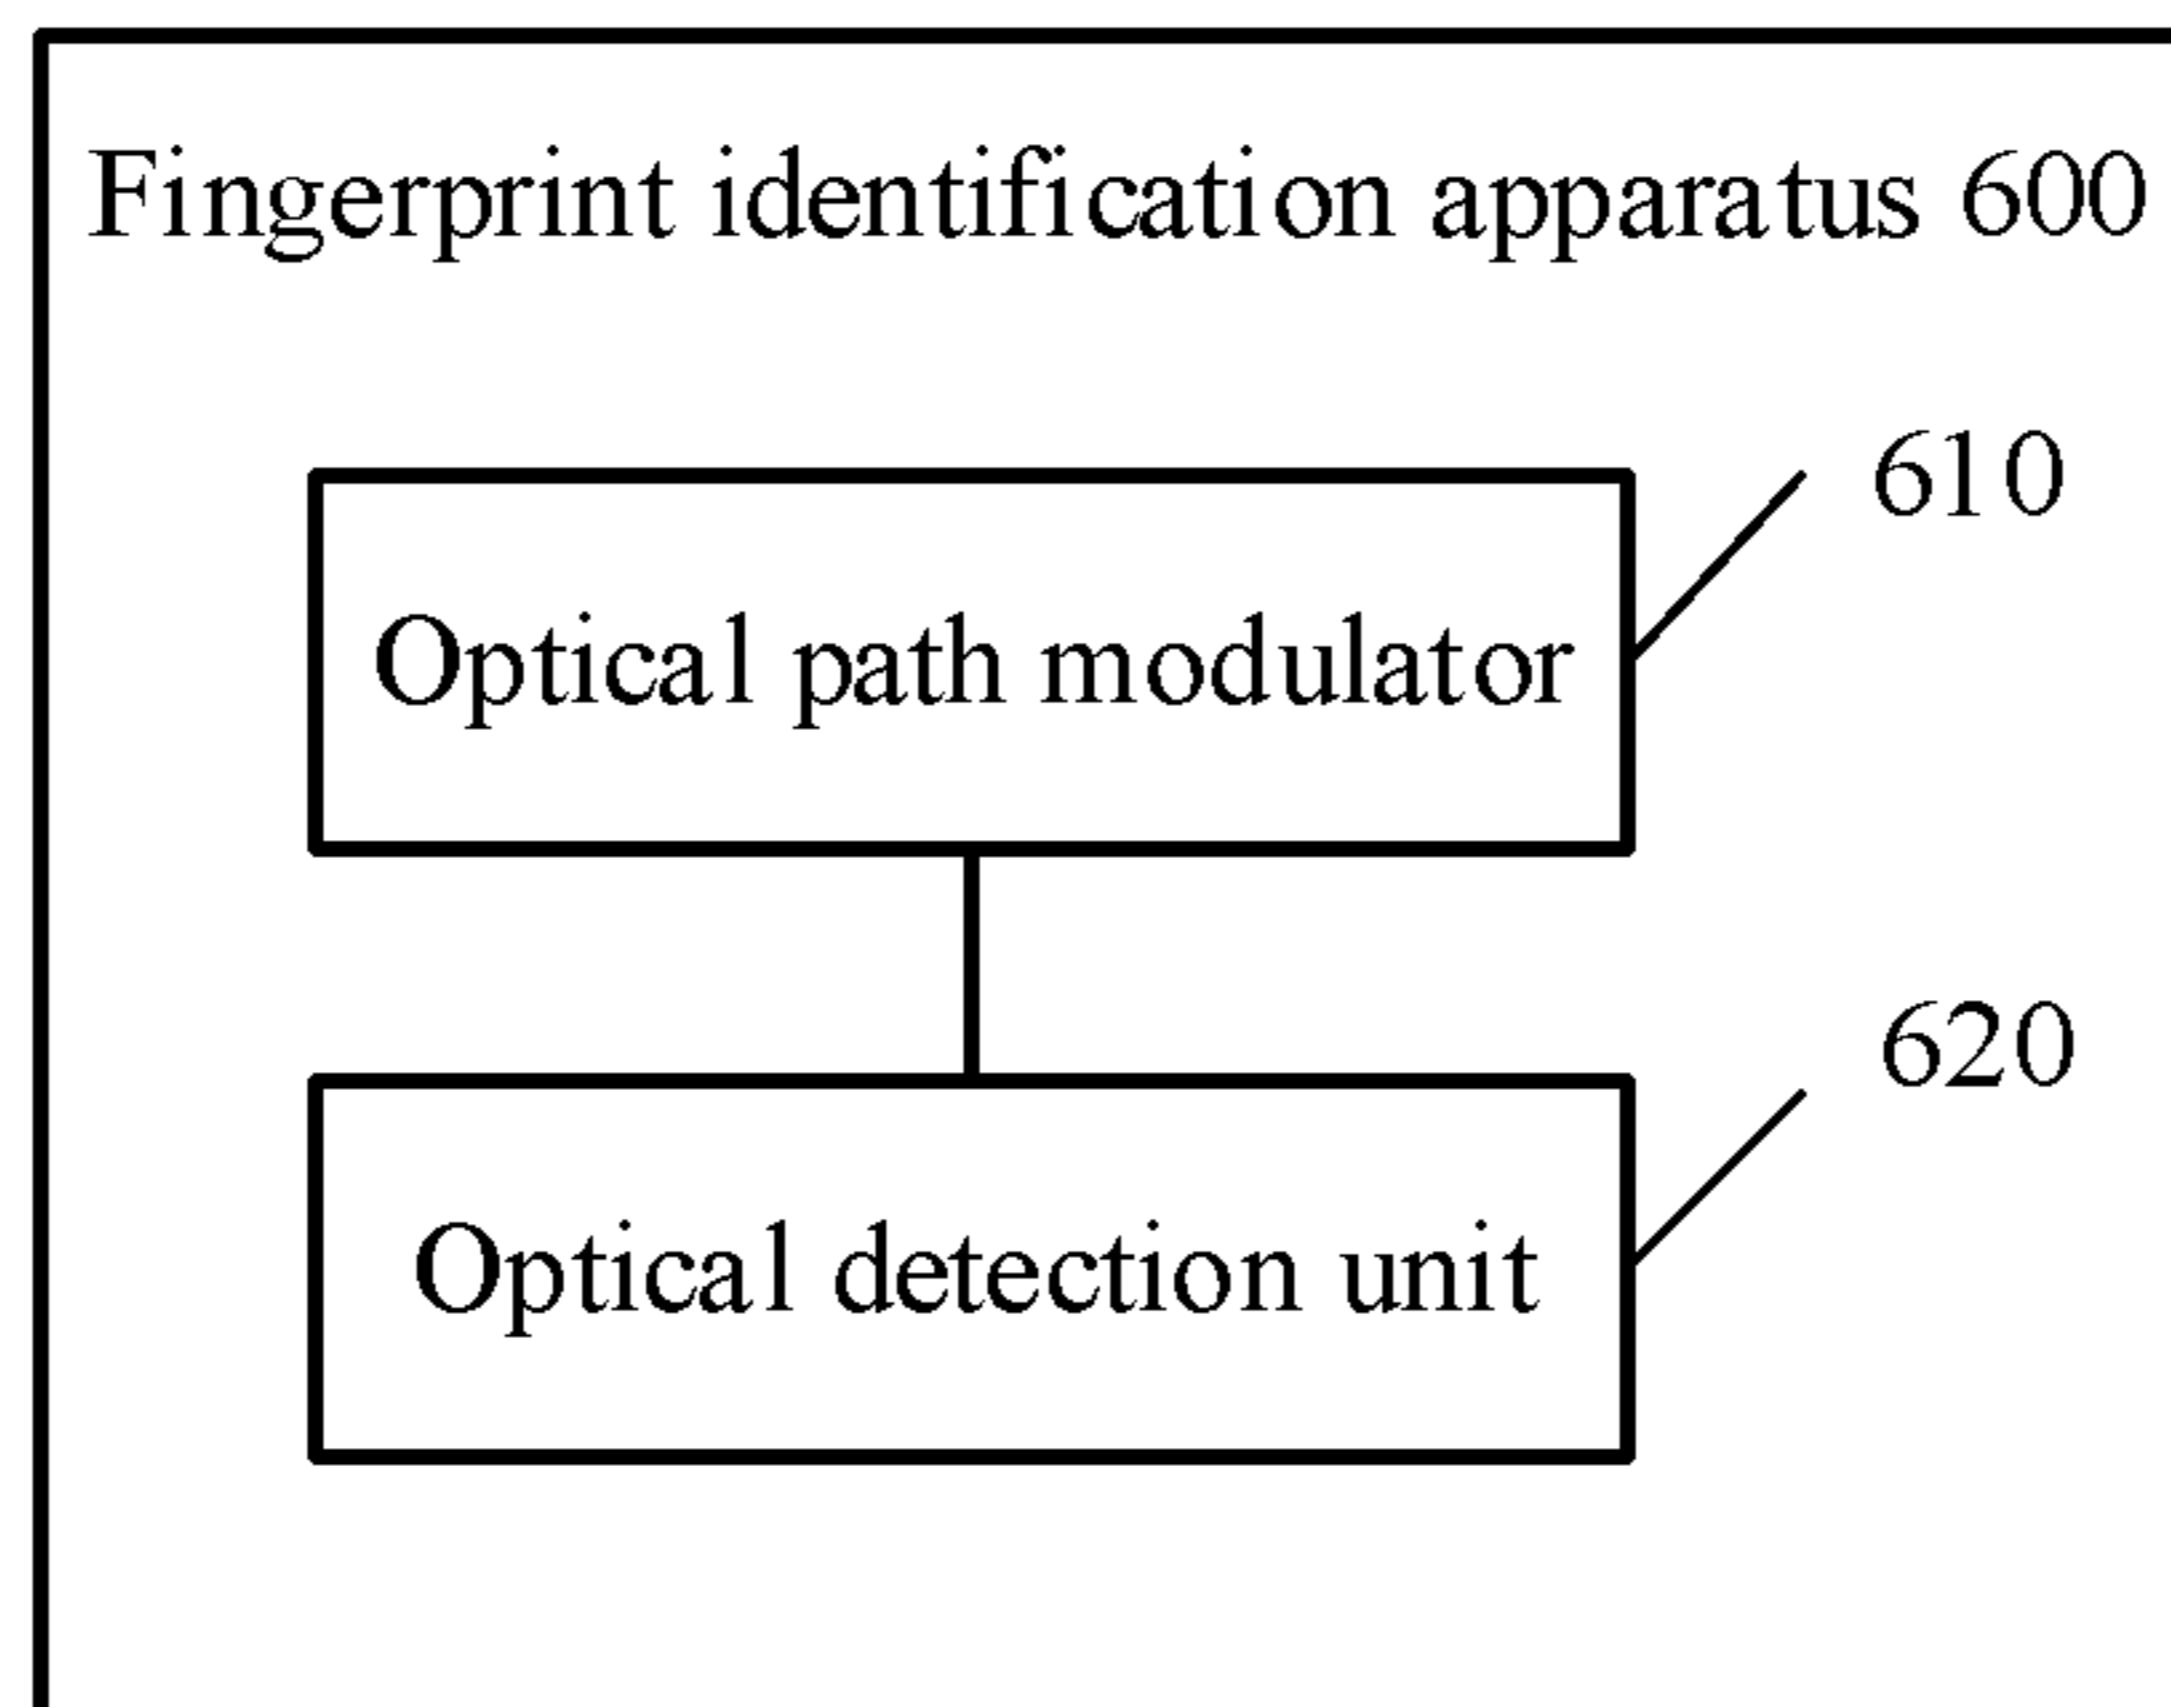 Fingerprint identification apparatus 600
610
Optical path modulator
620
Optical detection unit